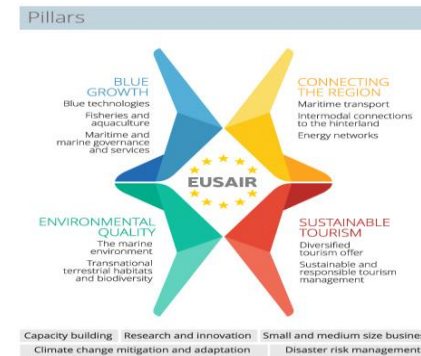 Pillars
BLUE
GROWTH
Blue technologies
Fisheries and
aquaculture
Maritime and
marine governance
and services
CONNECTING
THE REGION
Maritime transport
Intermodal connections
to the hinterland
Energy networks
EUSAIR
ENVIRONMENTAL
QUALITY
The marine
environment
Transnational
terrestrial habitats
and biodiversity
SUSTAINABLE
TOURISM
Diversified
tourism offer
Sustainable and
responsible tourism
management
Capacity building Research and innovation Small and medium size busine
Climate change mitigation and adaptation Disaster risk management